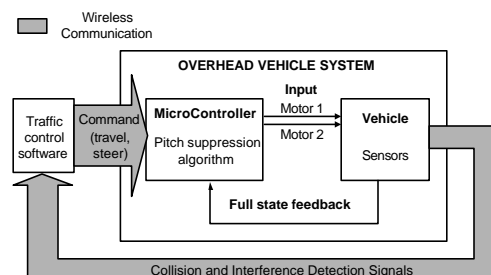 Wireless
Communication
OVERHEAD VEHICLE SYSTEM
Input
Traffic
control
software
Command
(travel,
steer)
MicroController
Pitch suppression
algorithm
Motor 1
Motor 2
Vehicle
Sensors
Full state feedback
Collision and Interference Detection Signals